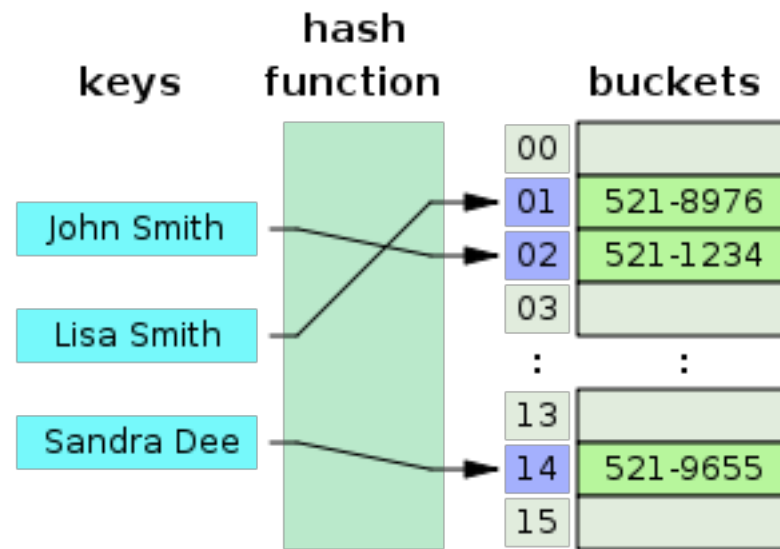 keys
hash
function
buckets
John Smith
Lisa Smith
Sandra Dee
00
01 521-8976
02 521-1234
03
: :
13
14 521-9655
15